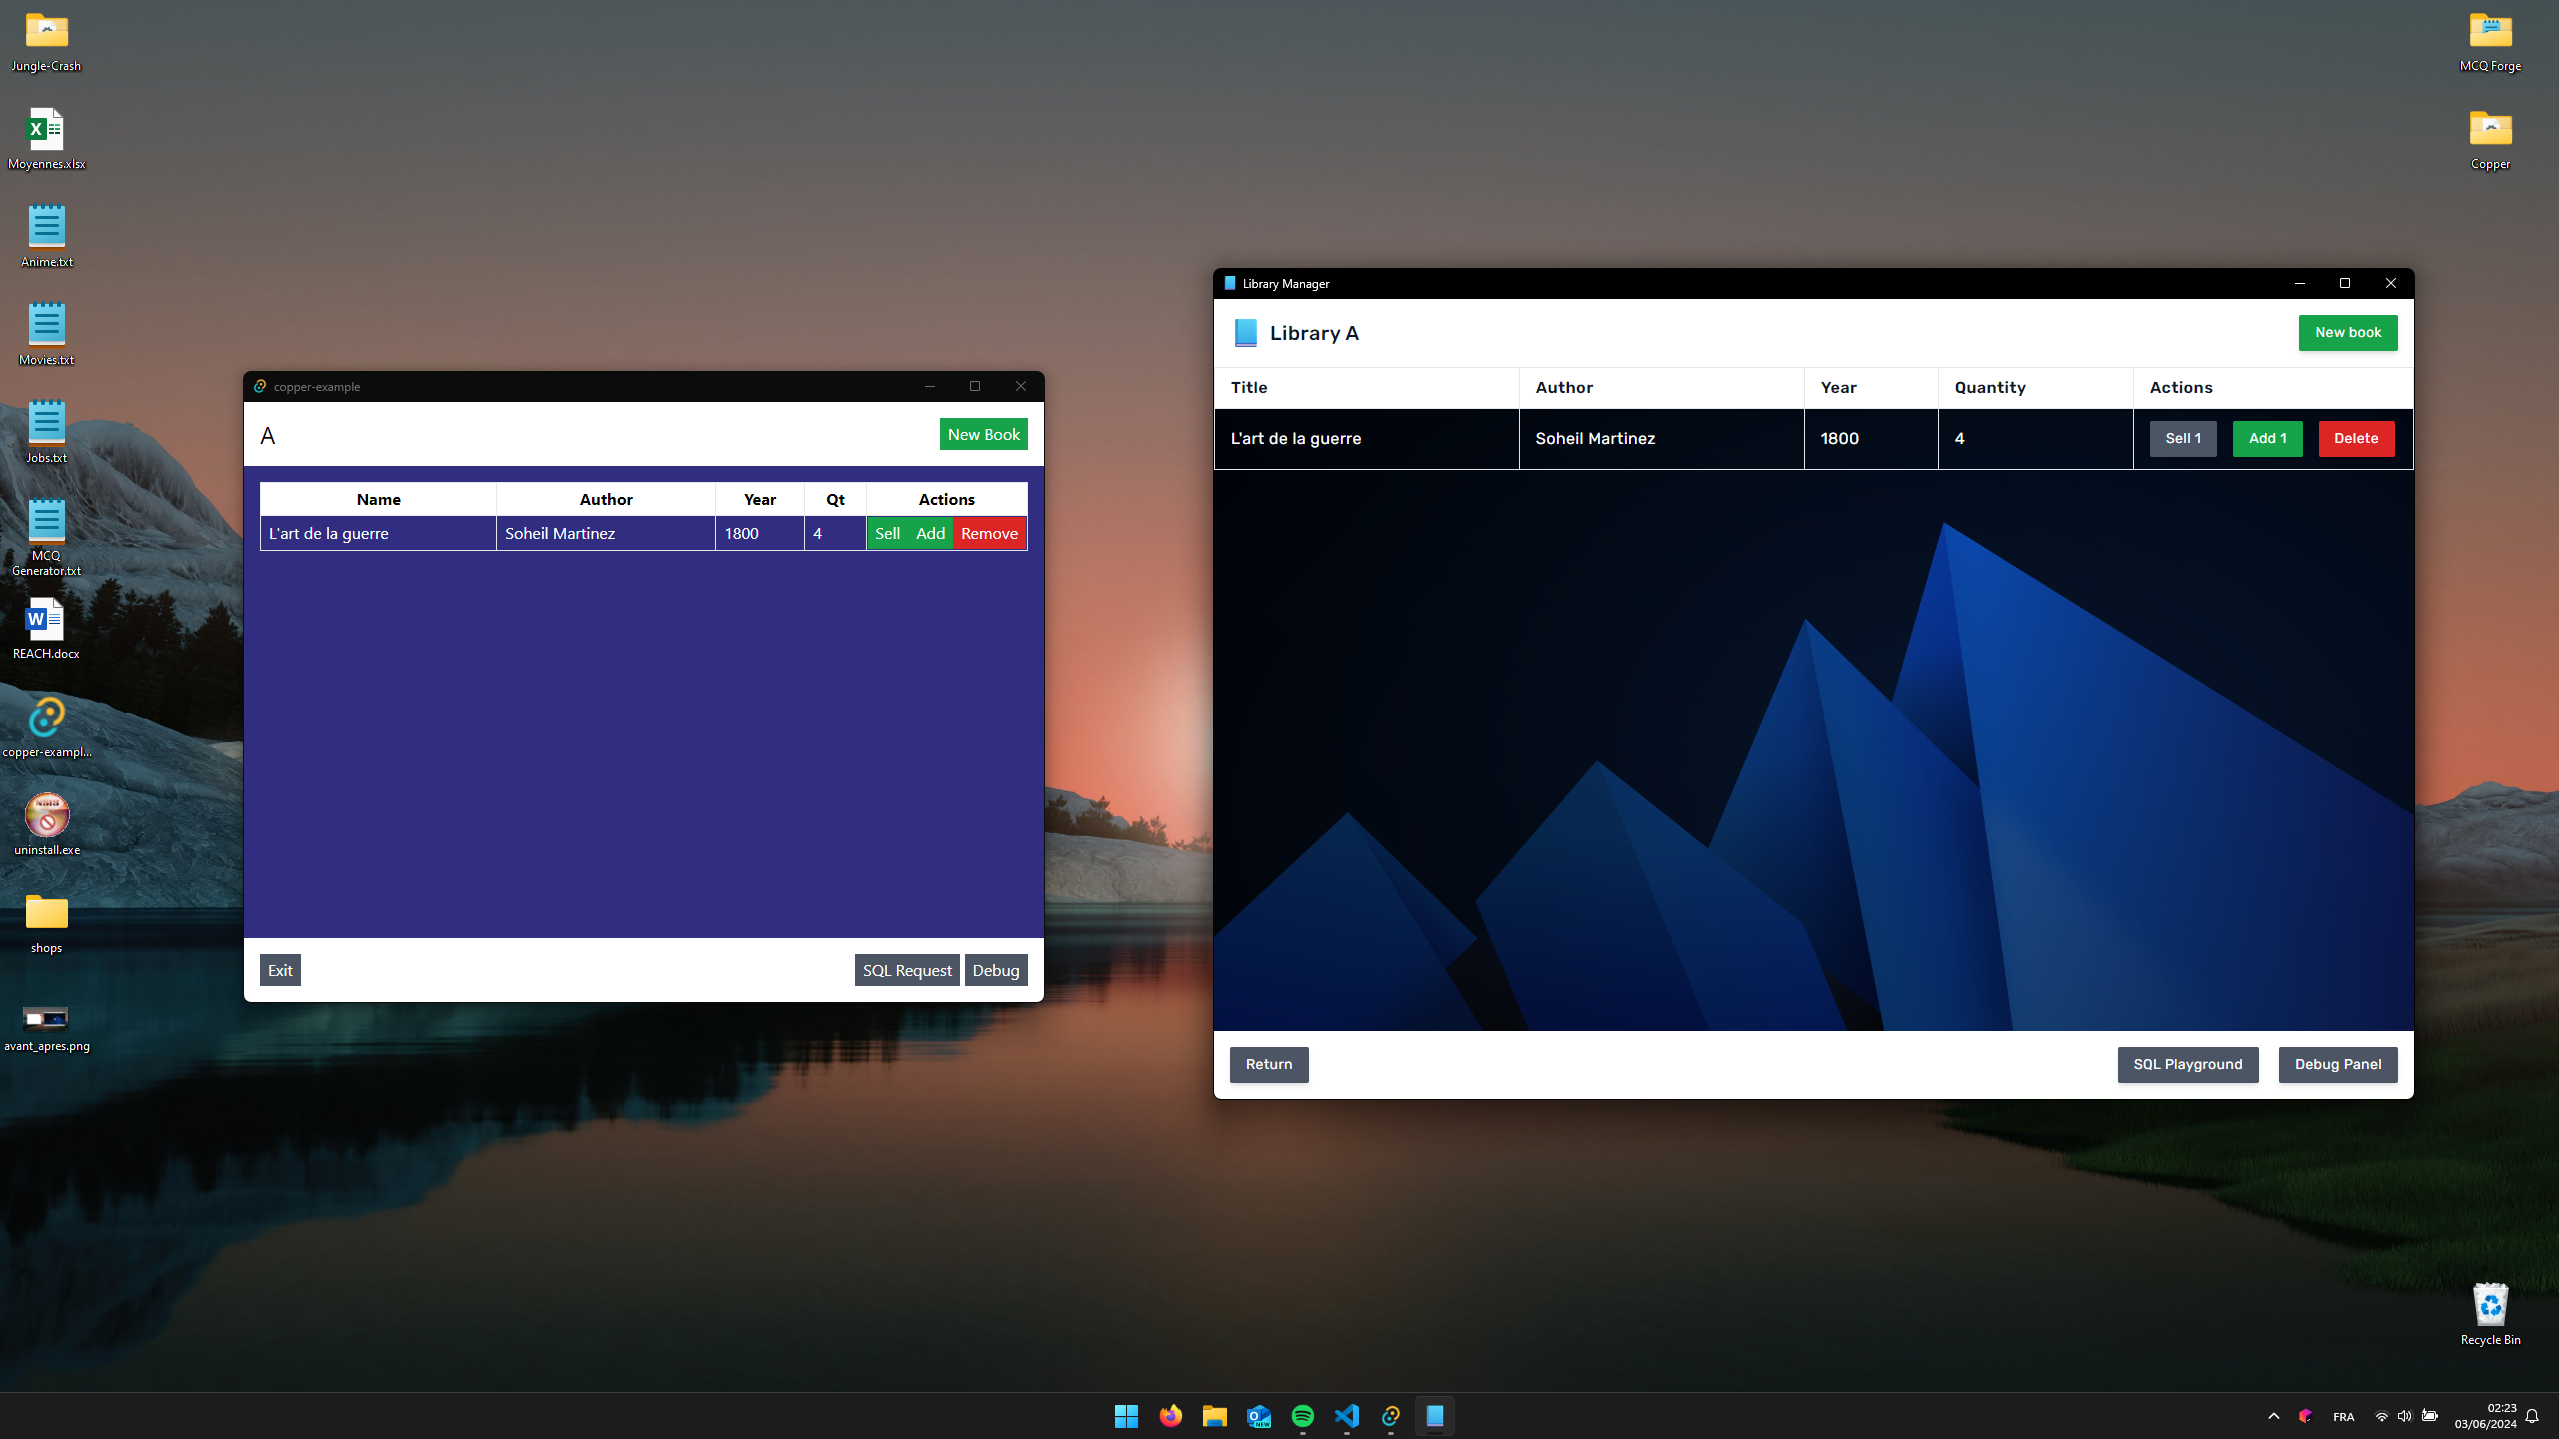 Jungle-Crash
Moyennes.xlsx
Anime.txt
Movies.txt
Jobs.txt
MCQ
Generator.txt
REACH.docx
copper-exampl...
NSIS
uninstall.exe
shops
avant_apres.png
copper-example
A
New Book
Name Author Year Qt Actions
L'art de la guerre Soheil Martinez 1800 4 Sell Add Remove
Exit SQL Request Debug
Library Manager
Library A
New book
Title Author Year Quantity Actions
L'art de la guerre Soheil Martinez 1800 4 Sell 1 Add 1 Delete
Return SQL Playground Debug Panel
MCQ Forge
Copper
Recycle Bin
NEW
FRA
02:23
03/06/2024